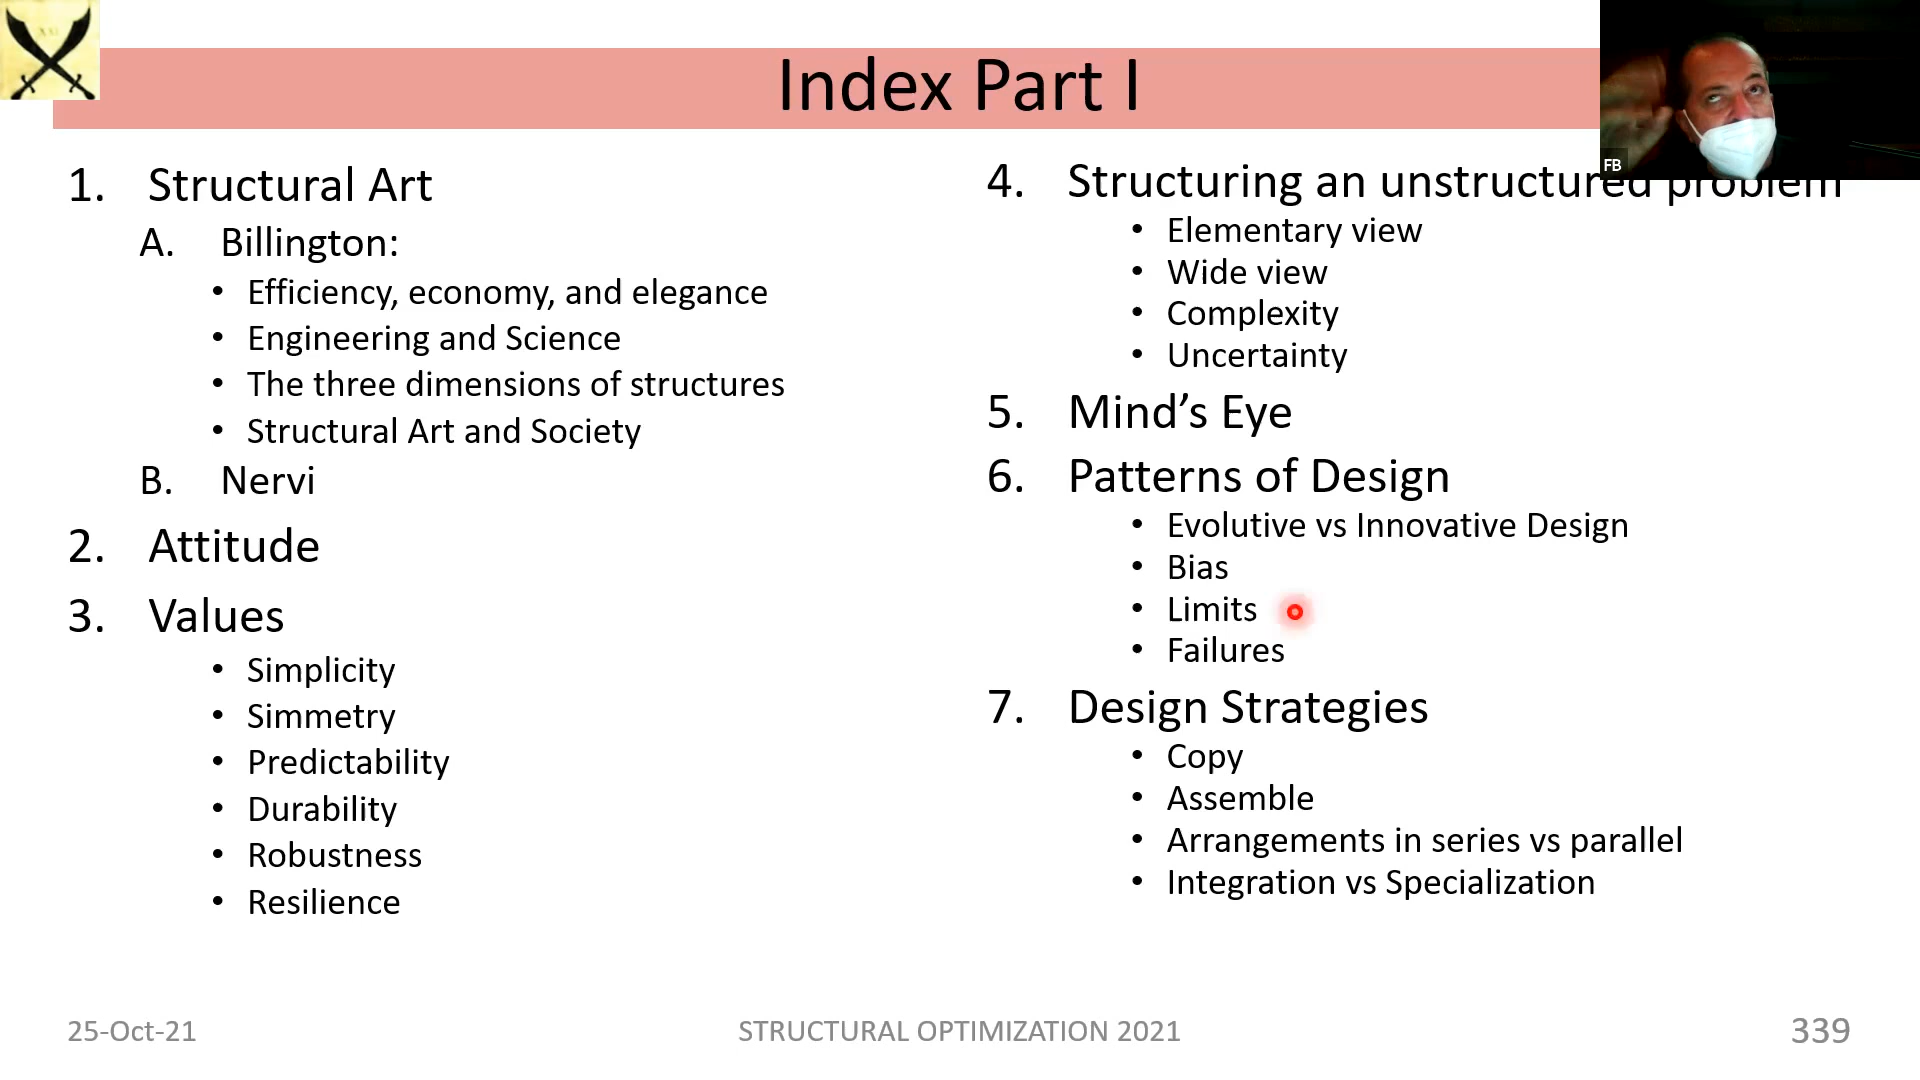 Index Part I
1. Structural Art
A. Billington:
• Efficiency, economy, and elegance
• Engineering and Science
• The three dimensions of structures
• Structural Art and Society
B. Nervi
2. Attitude
3. Values
• Simplicity
• Simmetry
• Predictability
• Durability
• Robustness
• Resilience
4. Structuring an unstructured problem
• Elementary view
• Wide view
• Complexity
• Uncertainty
5. Mind’s Eye
6. Patterns of Design
• Evolutive vs Innovative Design
• Bias
• Limits
• Failures
7. Design Strategies
• Copy
• Assemble
• Arrangements in series vs parallel
• Integration vs Specialization
FB
25-Oct-21
STRUCTURAL OPTIMIZATION 2021
339